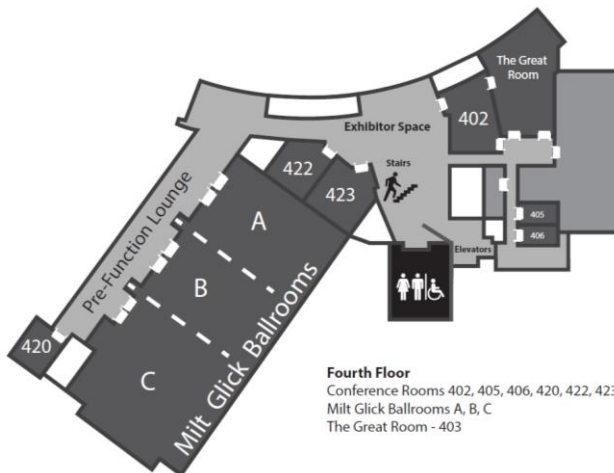 The Great
Room
402
Exhibitor Space
Stairs
422
423
405
406
Elevators
Pre-Function Lounge
A
B
C
Milt Glick Ballrooms
420
Fourth Floor
Conference Rooms 402, 405, 406, 420, 422, 423
Milt Glick Ballrooms A, B, C
The Great Room - 403